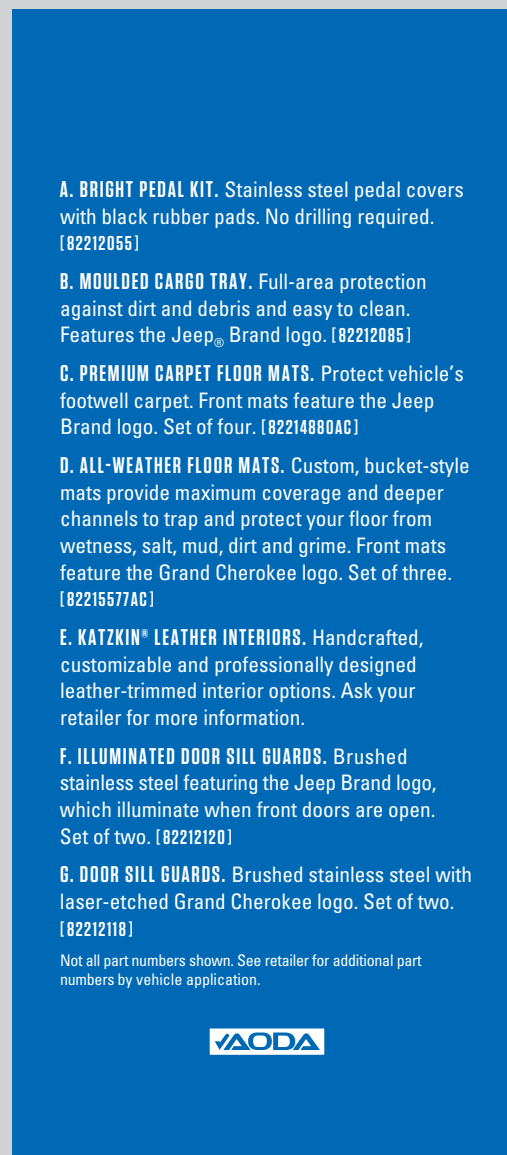 A. BRIGHT PEDAL KIT. Stainless steel pedal covers
with black rubber pads. No drilling required.
[82212055]
B. MOULDED CARGO TRAY. Full-area protection
against dirt and debris and easy to clean.
Features the Jeep® Brand logo. [82212085]
C. PREMIUM CARPET FLOOR MATS. Protect vehicle’s
footwell carpet. Front mats feature the Jeep
Brand logo. Set of four. [82214880AC]
D. ALL-WEATHER FLOOR MATS. Custom, bucket-style
mats provide maximum coverage and deeper
channels to trap and protect your floor from
wetness, salt, mud, dirt and grime. Front mats
feature the Grand Cherokee logo. Set of three.
[82215577AC]
E. KATZKIN® LEATHER INTERIORS. Handcrafted,
customizable and professionally designed
leather-trimmed interior options. Ask your
retailer for more information.
F. ILLUMINATED DOOR SILL GUARDS. Brushed
stainless steel featuring the Jeep Brand logo,
which illuminate when front doors are open.
Set of two. [82212120]
G. DOOR SILL GUARDS. Brushed stainless steel with
laser-etched Grand Cherokee logo. Set of two.
[82212118]
Not all part numbers shown. See retailer for additional part
numbers by vehicle application.
AODA